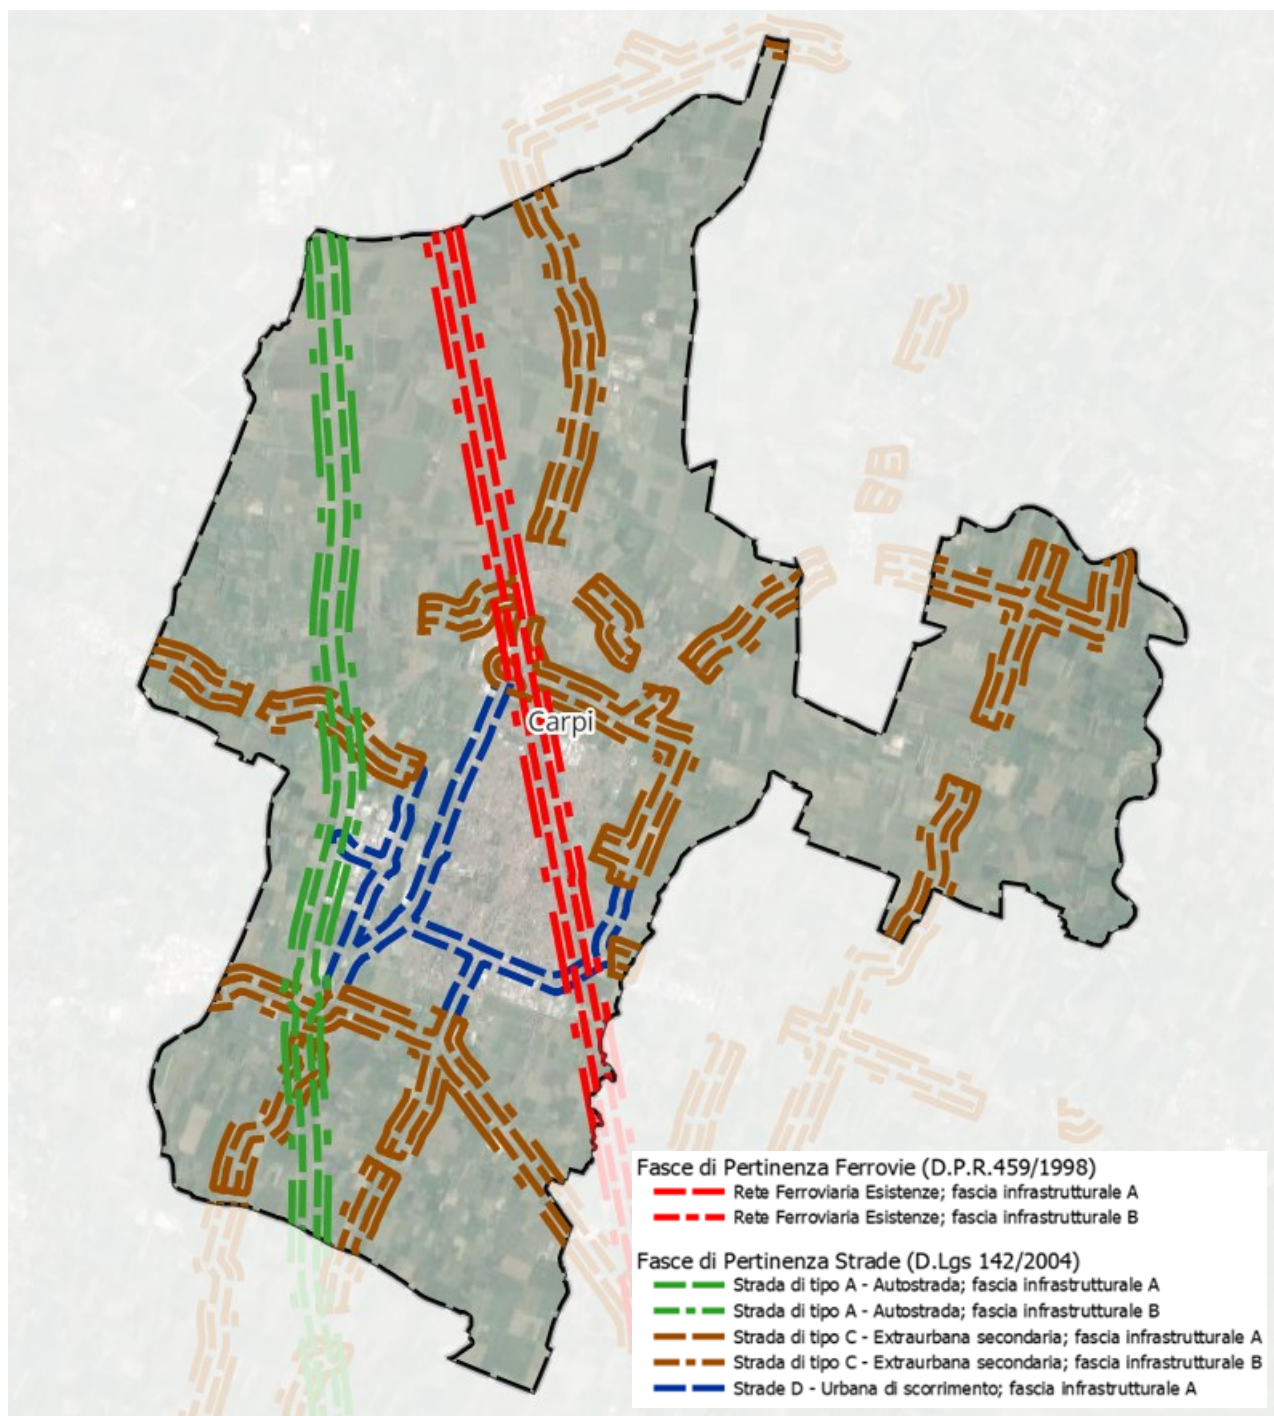 Carpi
Fasce di Pertinenza Ferrovie (D.P.R.459/1998)
Rete Ferroviaria Esistenze; fascia infrastrutturale A
Rete Ferroviaria Esistenze; fascia infrastrutturale B
Fasce di Pertinenza Strade (D.Lgs 142/2004)
Strada di tipo A - Autostrada; fascia infrastrutturale A
Strada di tipo A - Autostrada; fascia infrastrutturale B
Strada di tipo C - Extraurbana secondaria; fascia infrastrutturale A
Strada di tipo C - Extraurbana secondaria; fascia infrastrutturale B
Strade D - Urbana di scorrimento; fascia infrastrutturale A